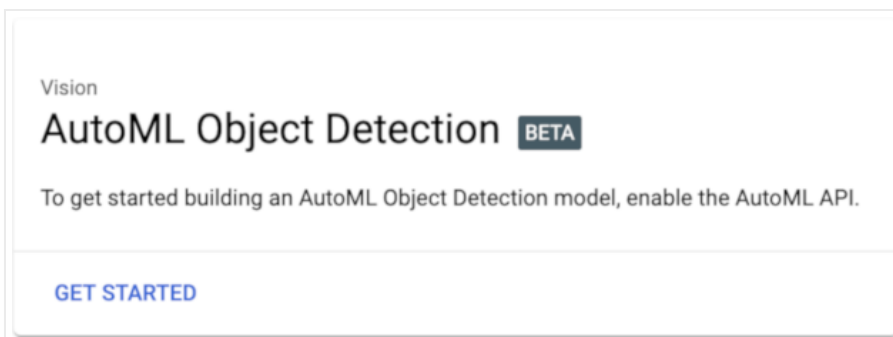 Vision
AutoML Object Detection BETA
To get started building an AutoML Object Detection model, enable the AutoML API.
GET STARTED